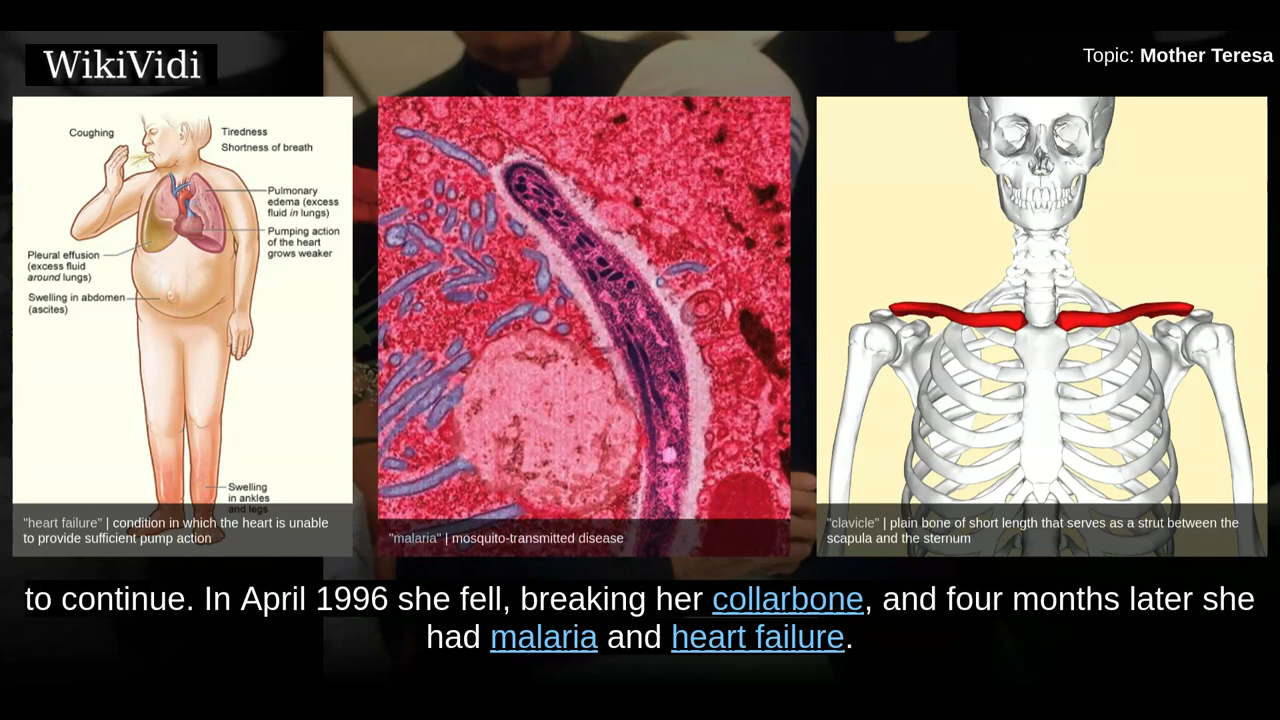 WikiVidi
Topic: Mother Teresa
Coughing
Tiredness
Shortness of breath
Pulmonary
edema (excess
fluid in lungs)
Pumping action
of the heart
grows weaker
Pleural effusion
(excess fluid
around lungs)
Swelling in abdomen
(ascites)
Swelling
in ankles
and legs
"heart failure" | condition in which the heart is unable
to provide sufficient pump action
"malaria" | mosquito-transmitted disease
"clavicle" | plain bone of short length that serves as a strut between the
scapula and the sternum
to continue. In April 1996 she fell, breaking her collarbone, and four months later she
had malaria and heart failure.